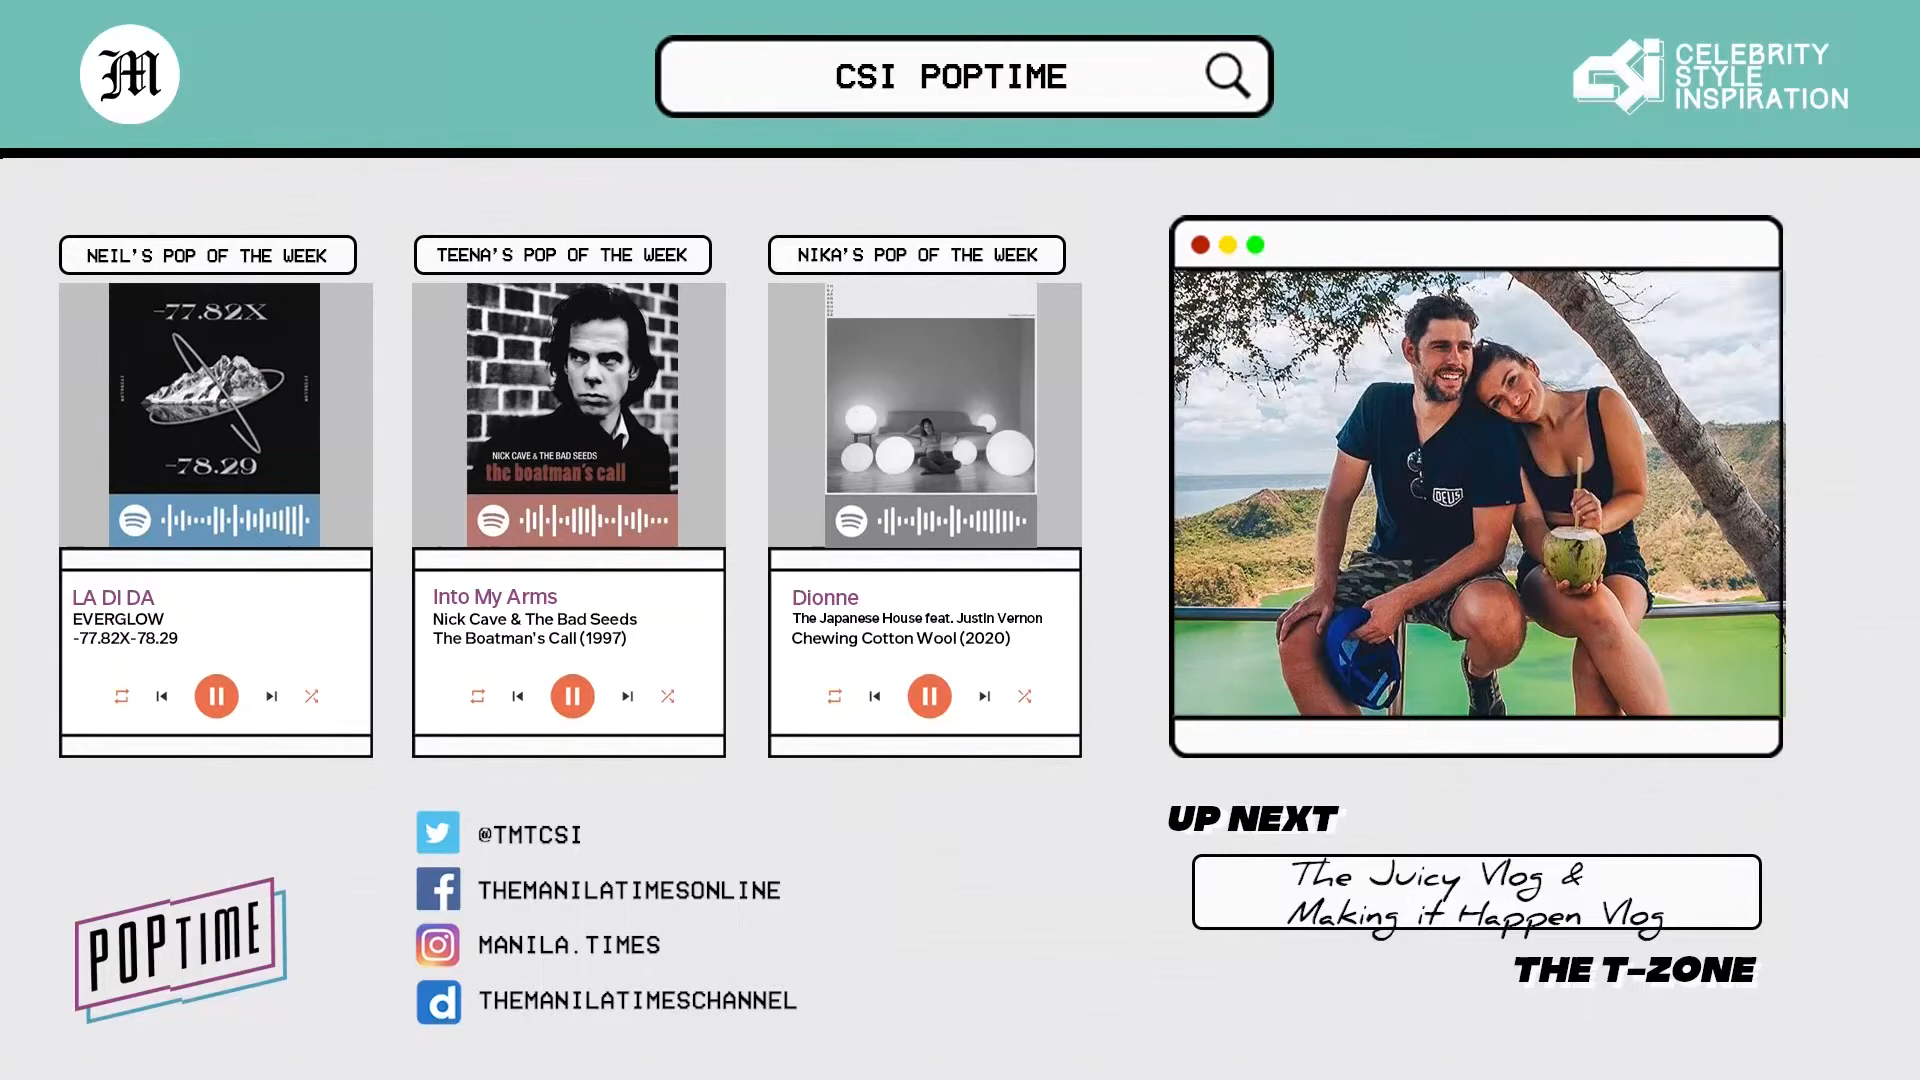 M
CSI POPTIME
CELEBRITY
STYLE
INSPIRATION
NEIL'S POP OF THE WEEK
-77.82X
-78.29
LA DI DA
EVERGLOW
-77.82X-78.29
TEENA'S POP OF THE WEEK
NICK CAVE & THE BAD SEEDS
the boatman's call
Into My Arms
Nick Cave & The Bad Seeds
The Boatman's Call (1997)
NIKA'S POP OF THE WEEK
Dionne
The Japanese House feat. Justin Vernon
Chewing Cotton Wool (2020)
DEUS
POPTIME
@TMTCSI
THEMANILATIMESONLINE
MANILA.TIMES
THEMANILATIMESCHANNEL
UP NEXT
The Juicy Vlog &
Making it Happen Vlog
THE T-ZONE